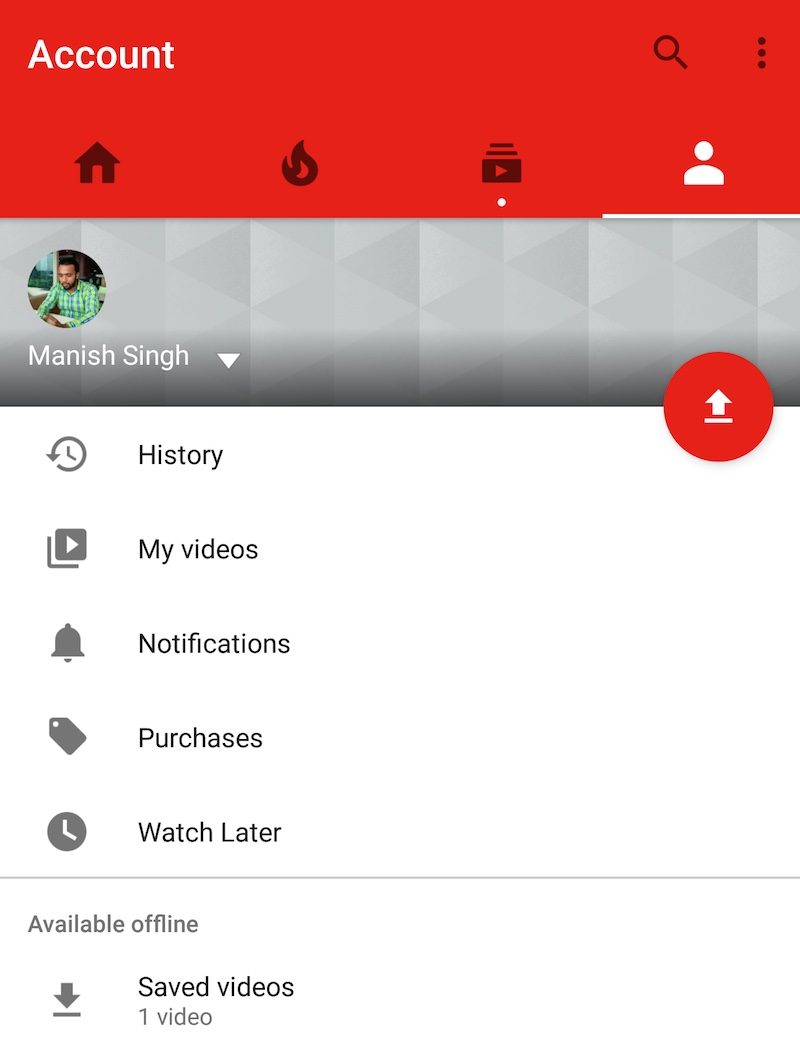 Account
Manish Singh
History
My videos
Notifications
Purchases
Watch Later
Available offline
Saved videos
1 video